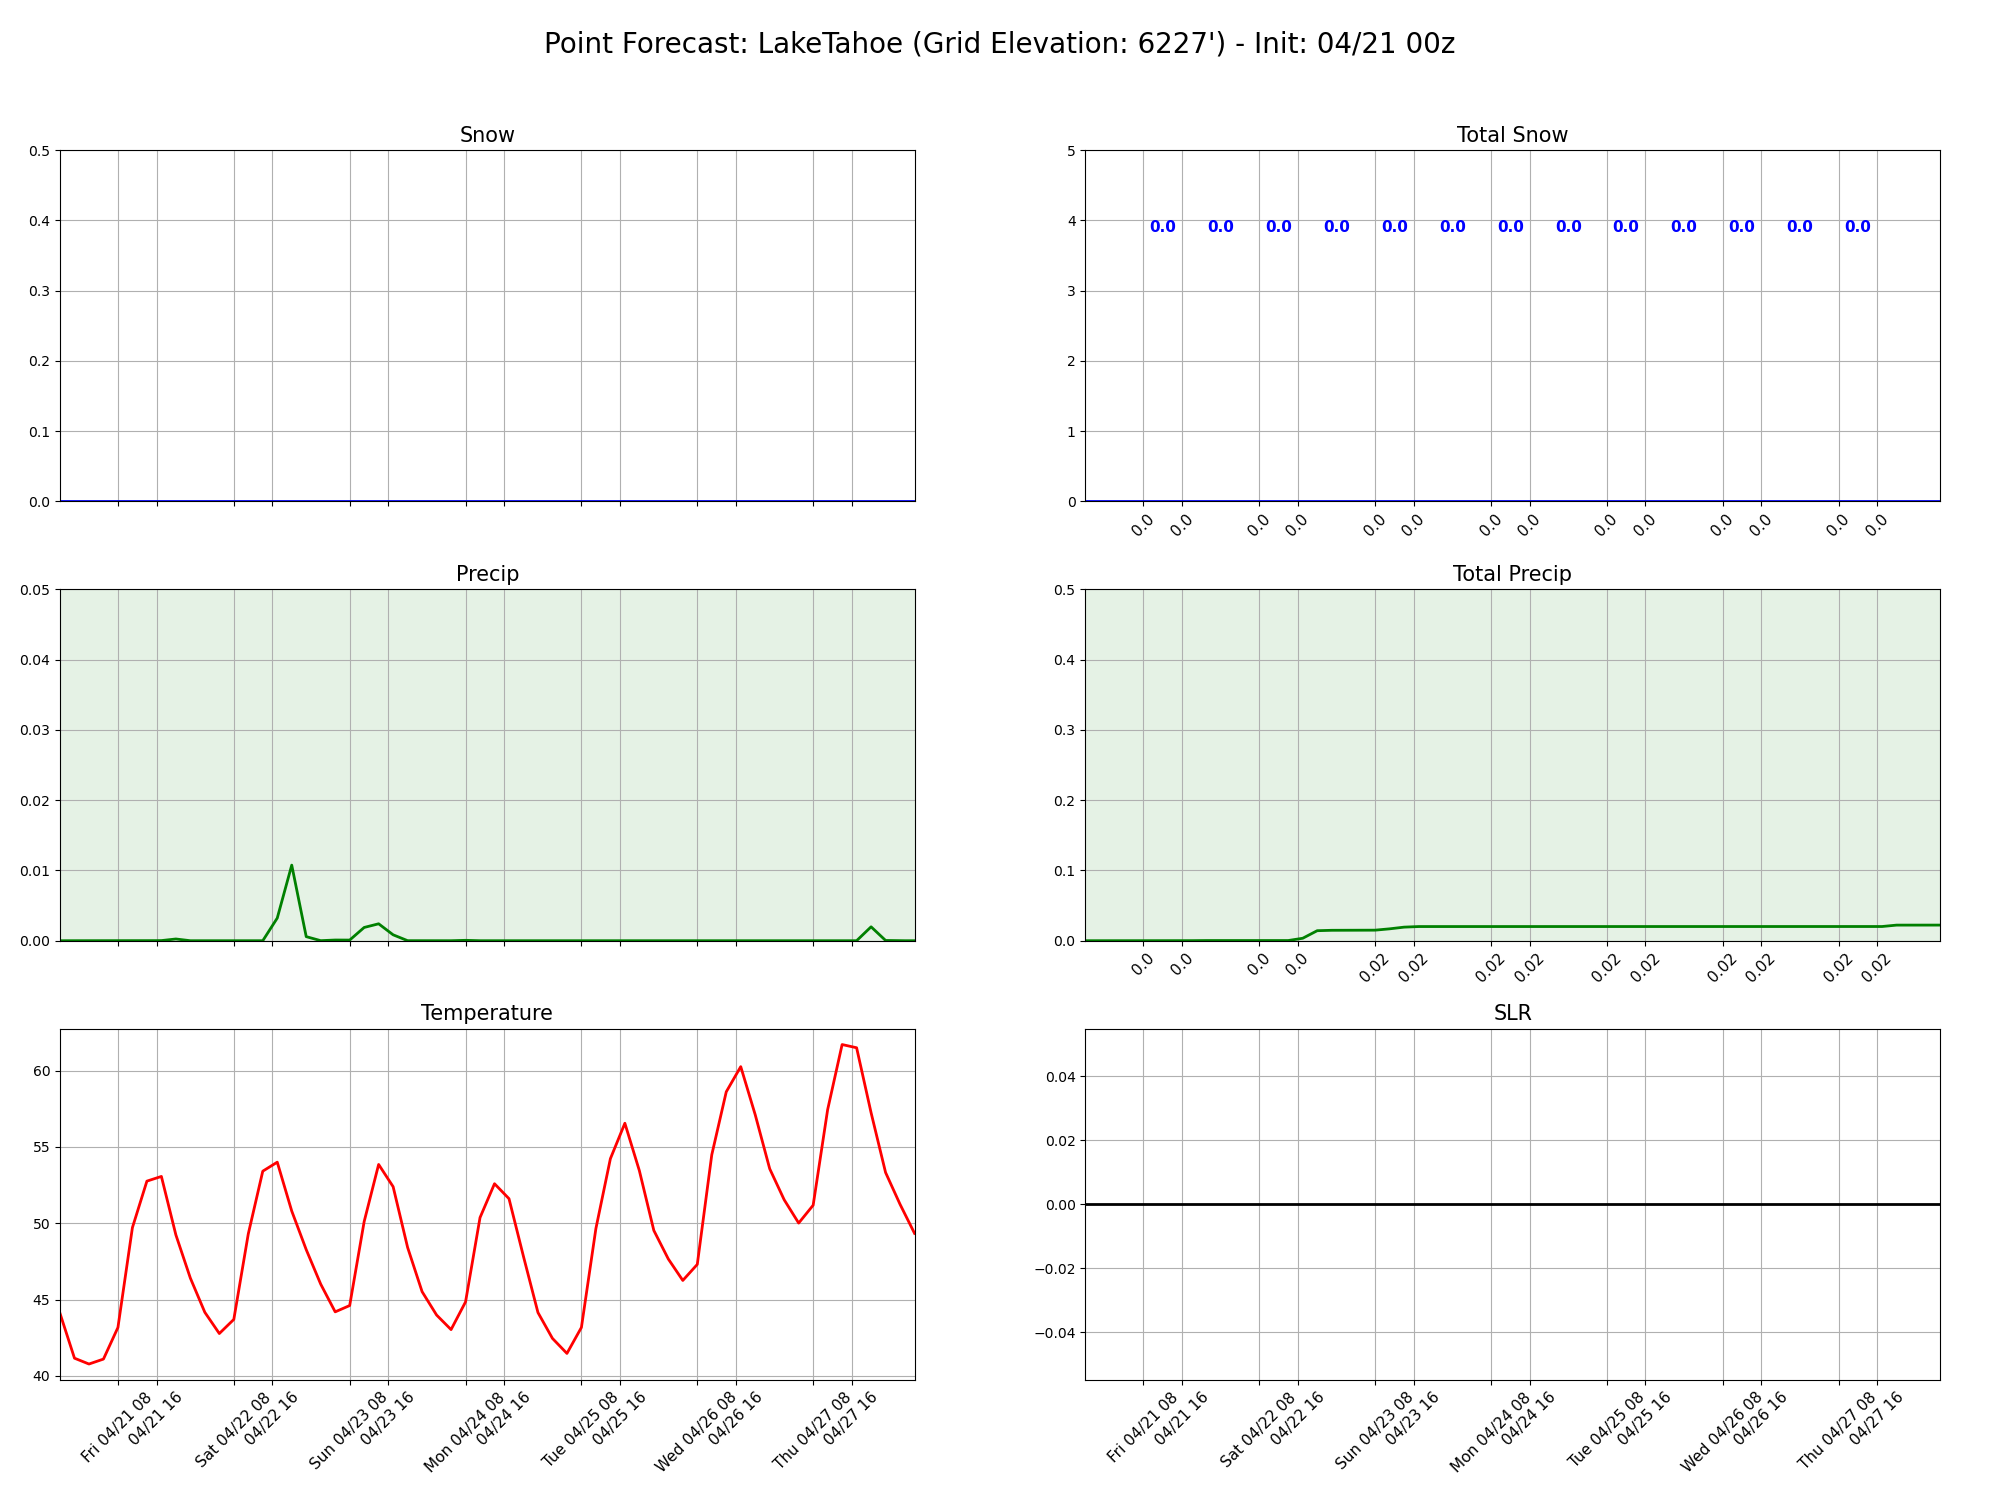 Point Forecast: LakeTahoe (Grid Elevation: 6227') - Init: 04/21 00z
Snow
0.5
0.4
0.3
0.2
0.1
0.0
Total Snow
5
4
3
2
1
0
0.0 0.0 0.0 0.0 0.0 0.0 0.0 0.0 0.0 0.0 0.0 0.0 0.0
0.0 0.0 0.0 0.0 0.0 0.0 0.0 0.0 0.0 0.0 0.0 0.0 0.0 0.0
Precip
0.05
0.04
0.03
0.02
0.01
0.00
Total Precip
0.5
0.4
0.3
0.2
0.1
0.0
0.0 0.0 0.0 0.0 0.02 0.02 0.02 0.02 0.02 0.02 0.02 0.02 0.02 0.02
Temperature
60
55
50
45
40
Fri 04/21 08
04/21 16
Sat 04/22 08
04/22 16
Sun 04/23 08
04/23 16
Mon 04/24 08
04/24 16
Tue 04/25 08
04/25 16
Wed 04/26 08
04/26 16
Thu 04/27 08
04/27 16
SLR
0.04
0.02
0.00
−0.02
−0.04
Fri 04/21 08
04/21 16
Sat 04/22 08
04/22 16
Sun 04/23 08
04/23 16
Mon 04/24 08
04/24 16
Tue 04/25 08
04/25 16
Wed 04/26 08
04/26 16
Thu 04/27 08
04/27 16